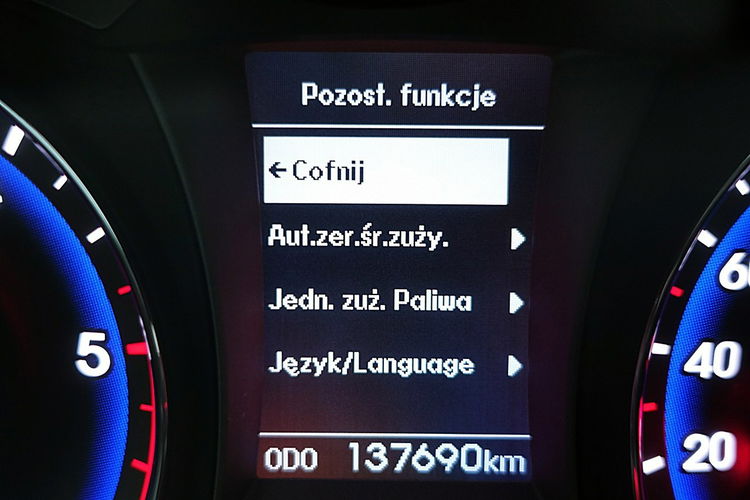 Pozost. funkcje
←Cofnij
Aut.zer.śr.zuży.
Jedn. zuż. Paliwa
Język/Language
ODO 137690km
5
60
40
20